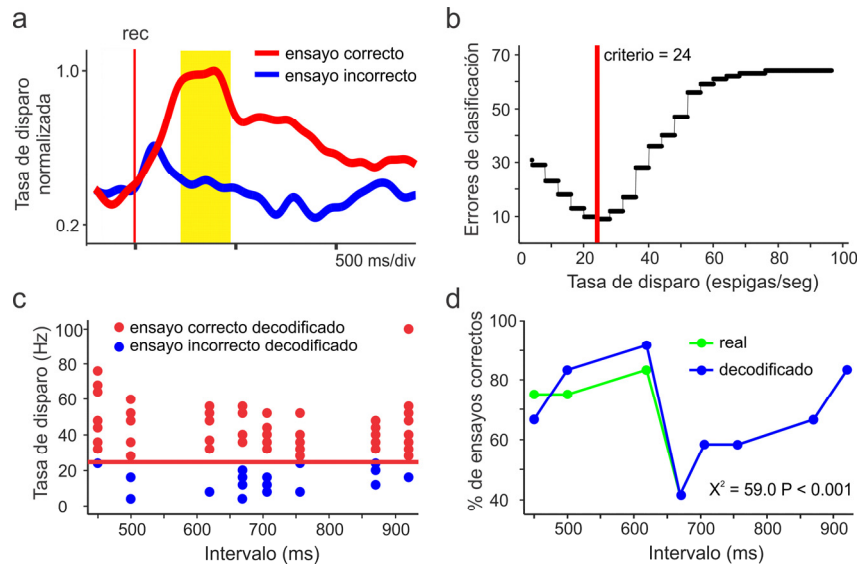 a
rec
ensayo correcto
ensayo incorrecto
Tasa de disparo
normalizada
1.0
0.2
500 ms/div
b
criterio = 24
Errores de clasificación
70
50
30
10
0
20
40
60
80
100
Tasa de disparo (espigas/seg)
c
ensayo correcto decodificado
ensayo incorrecto decodificado
Tasa de disparo (Hz)
100
80
60
40
20
0
500
600
700
800
900
Intervalo (ms)
d
real
decodificado
% de ensayos correctos
100
80
60
40
X² = 59.0 P < 0.001
500
600
700
800
900
Intervalo (ms)